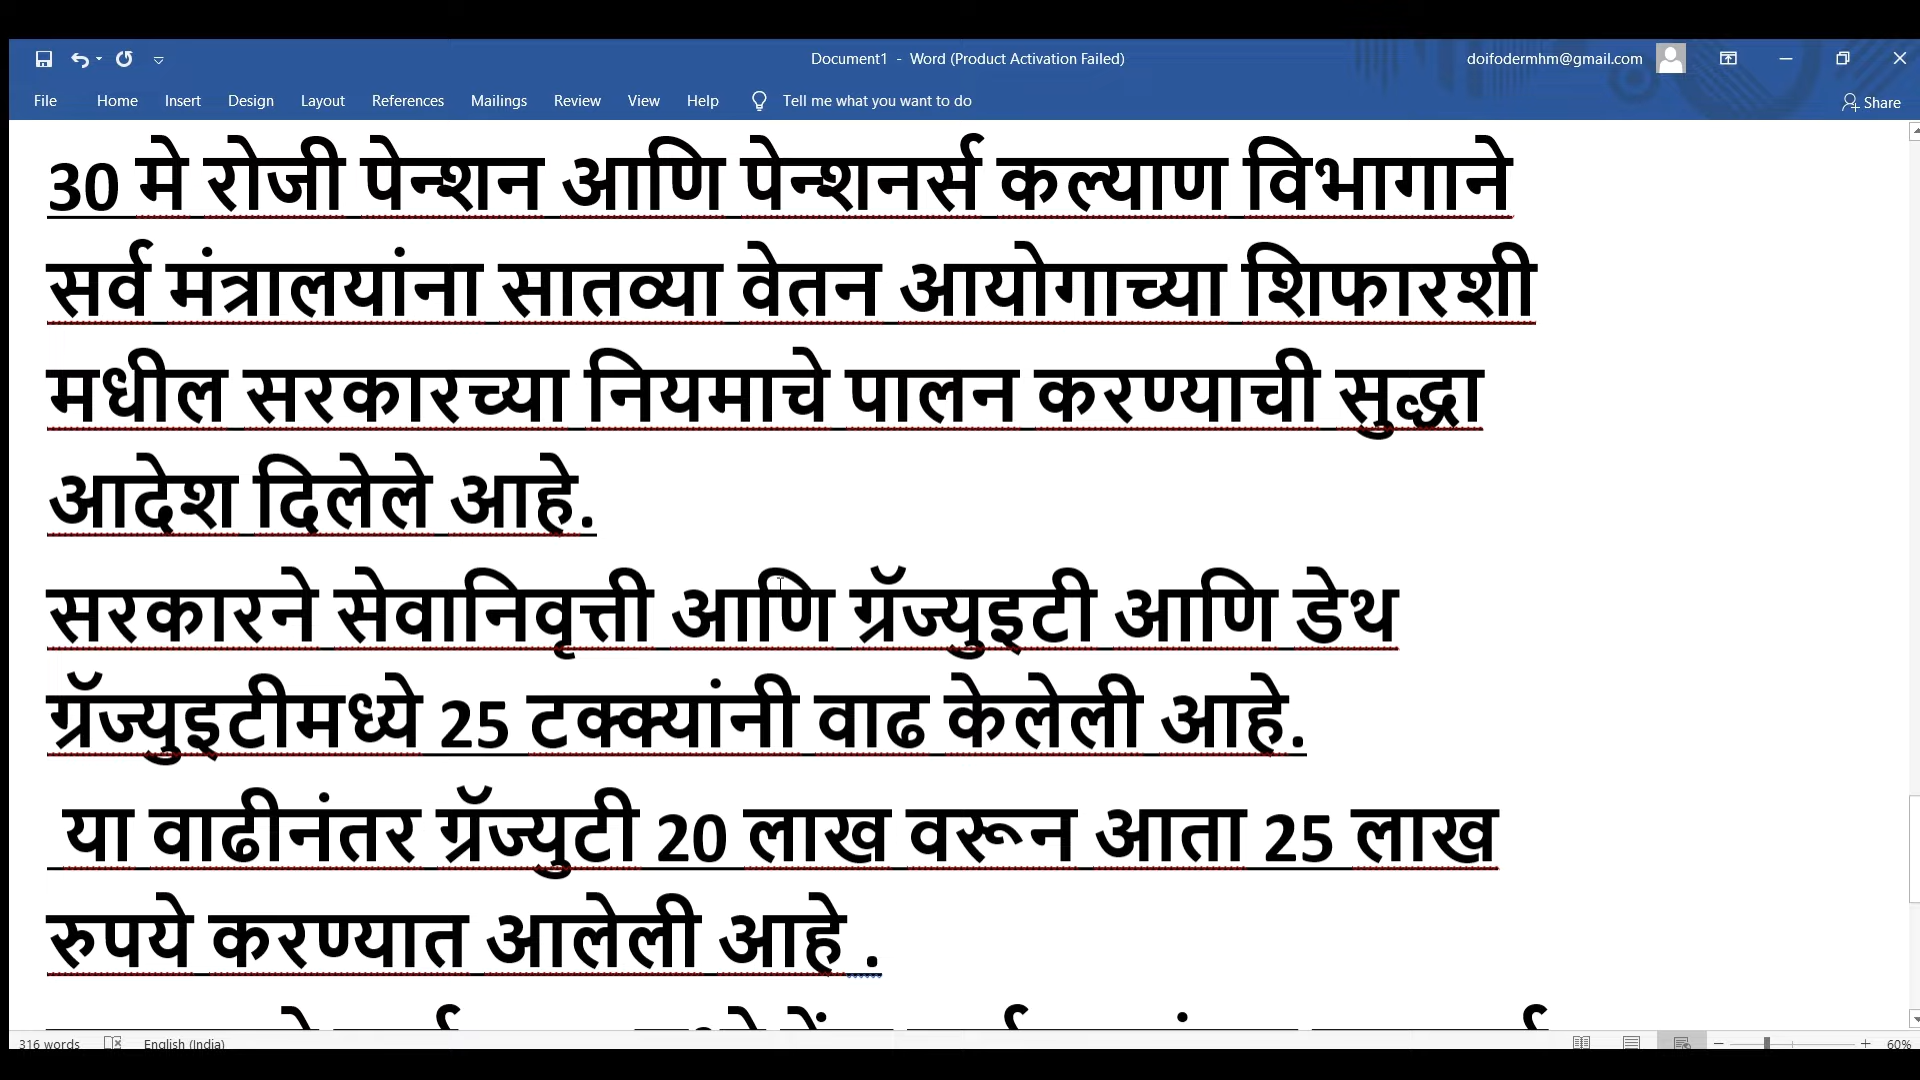 Document1 - Word (Product Activation Failed)
doifodermhm@gmail.com
File Home Insert Design Layout References Mailings Review View Help Tell me what you want to do
Share
30 मे रोजी पेन्शन आणि पेन्शनर्स कल्याण विभागाने
सर्व मंत्रालयांना सातव्या वेतन आयोगाच्या शिफारशी
मधील सरकारच्या नियमाचे पालन करण्याची सुद्धा
आदेश दिलेले आहे.
सरकारने सेवानिवृत्ती आणि ग्रॅज्युइटी आणि डेथ
ग्रॅज्युइटीमध्ये 25 टक्क्यांनी वाढ केलेली आहे.
या वाढीनंतर ग्रॅज्युटी 20 लाख वरून आता 25 लाख
रुपये करण्यात आलेली आहे .
316 words English (India) 60%